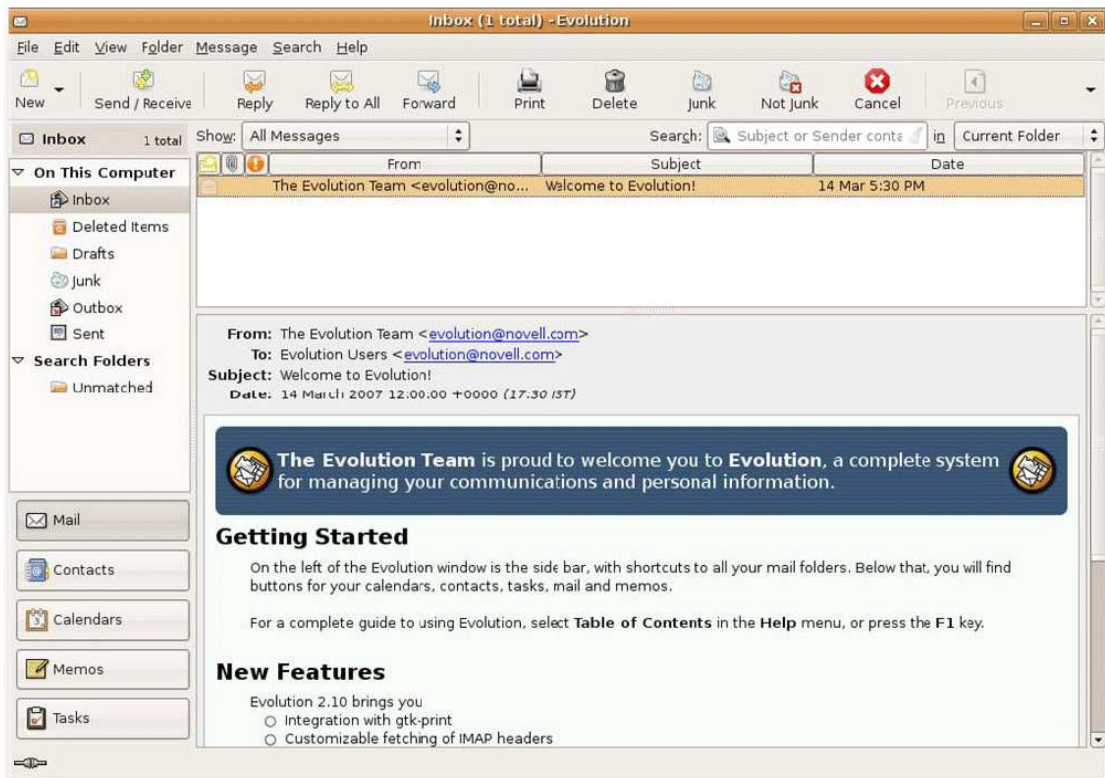 Inbox (1 total) - Evolution
File Edit View Folder Message Search Help
New Send / Receive Reply Reply to All Forward Print Delete Junk Not Junk Cancel Previous
Inbox 1 total Show: All Messages Search: Subject or Sender conta in Current Folder
From Subject Date
The Evolution Team <evolution@no... Welcome to Evolution! 14 Mar 5:30 PM
On This Computer
Inbox
Deleted Items
Drafts
Junk
Outbox
Sent
Search Folders
Unmatched
Mail
Contacts
Calendars
Memos
Tasks
From: The Evolution Team <evolution@novell.com>
To: Evolution Users <evolution@novell.com>
Subject: Welcome to Evolution!
Date: 14 March 2007 12:00:00 +0000 (17:30 IST)
The Evolution Team is proud to welcome you to Evolution, a complete system
for managing your communications and personal information.
Getting Started
On the left of the Evolution window is the side bar, with shortcuts to all your mail folders. Below that, you will find
buttons for your calendars, contacts, tasks, mail and memos.
For a complete guide to using Evolution, select Table of Contents in the Help menu, or press the F1 key.
New Features
Evolution 2.10 brings you
Integration with gtk-print
Customizable fetching of IMAP headers